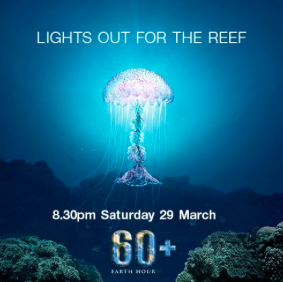 LIGHTS OUT FOR THE REEF
8.30pm Saturday 29 March
60+
EARTH HOUR